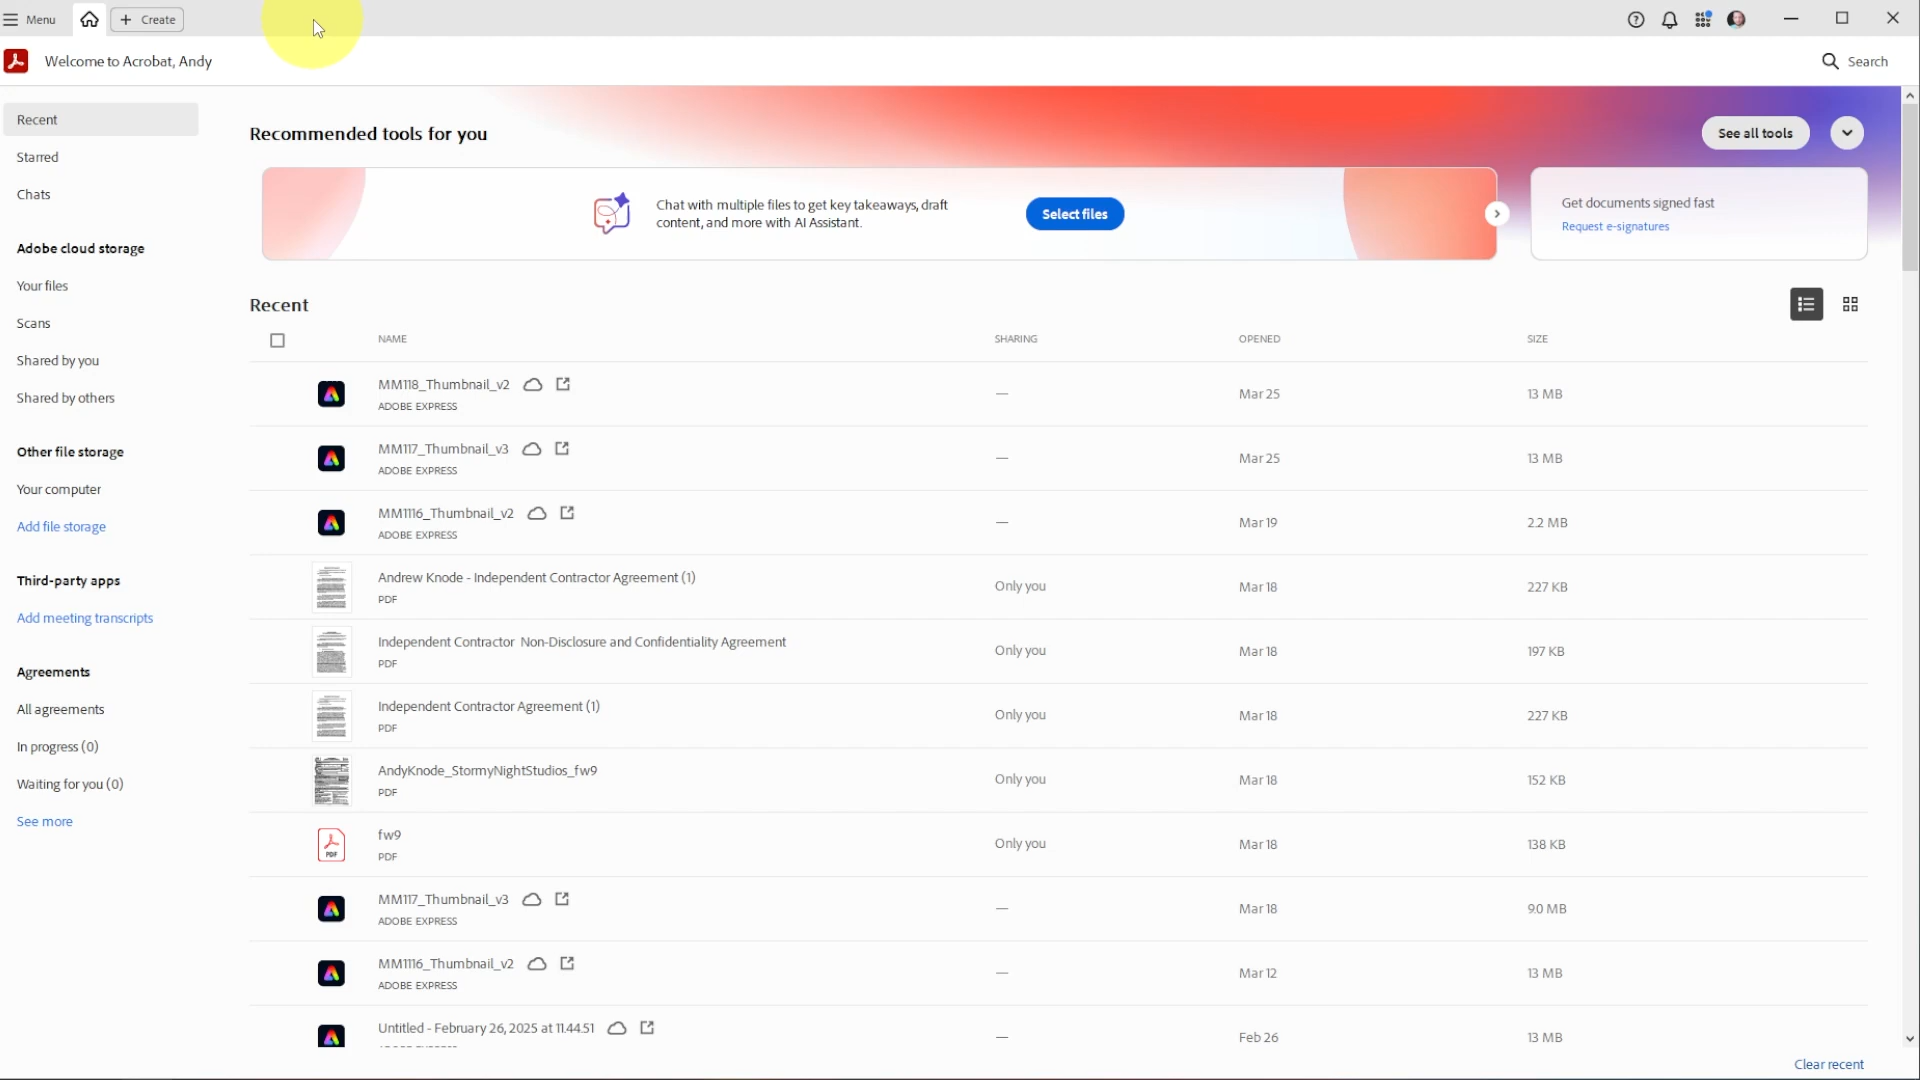 Menu
Create
Welcome to Acrobat, Andy
Search
Recent
Starred
Chats
Adobe cloud storage
Your files
Scans
Shared by you
Shared by others
Other file storage
Your computer
Add file storage
Third-party apps
Add meeting transcripts
Agreements
All agreements
In progress (0)
Waiting for you (0)
See more
Recommended tools for you
See all tools
Chat with multiple files to get key takeaways, draft
content, and more with AI Assistant.
Select files
Get documents signed fast
Request e-signatures
Recent
NAME SHARING OPENED SIZE
MM118_Thumbnail_v2
ADOBE EXPRESS
— Mar 25 13 MB
MM117_Thumbnail_v3
ADOBE EXPRESS
— Mar 25 13 MB
MM1116_Thumbnail_v2
ADOBE EXPRESS
— Mar 19 2.2 MB
Andrew Knode - Independent Contractor Agreement (1)
PDF
Only you Mar 18 227 KB
Independent Contractor Non-Disclosure and Confidentiality Agreement
PDF
Only you Mar 18 197 KB
Independent Contractor Agreement (1)
PDF
Only you Mar 18 227 KB
AndyKnode_StormyNightStudios_fw9
PDF
Only you Mar 18 152 KB
fw9
PDF
Only you Mar 18 138 KB
MM117_Thumbnail_v3
ADOBE EXPRESS
— Mar 18 9.0 MB
MM1116_Thumbnail_v2
ADOBE EXPRESS
— Mar 12 13 MB
Untitled - February 26, 2025 at 11.44.51
— Feb 26 13 MB
Clear recent